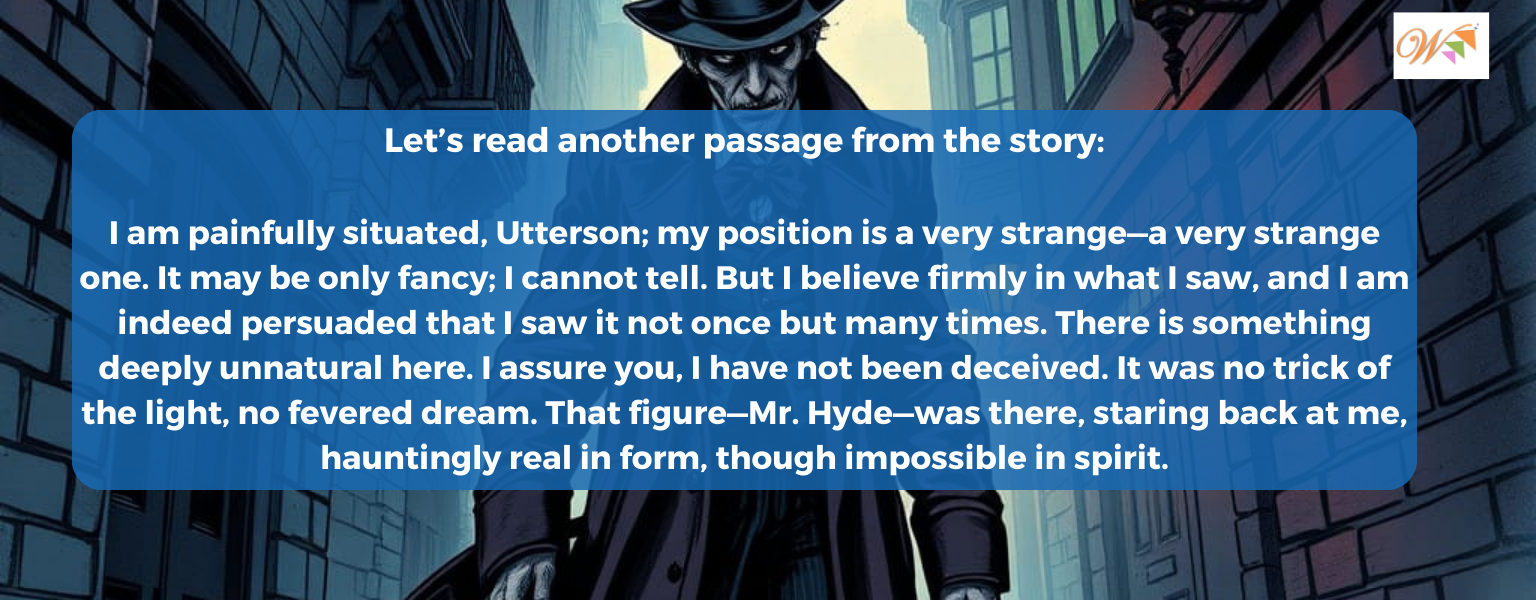 W
Let’s read another passage from the story:
I am painfully situated, Utterson; my position is a very strange—a very strange
one. It may be only fancy; I cannot tell. But I believe firmly in what I saw, and I am
indeed persuaded that I saw it not once but many times. There is something
deeply unnatural here. I assure you, I have not been deceived. It was no trick of
the light, no fevered dream. That figure—Mr. Hyde—was there, staring back at me,
hauntingly real in form, though impossible in spirit.